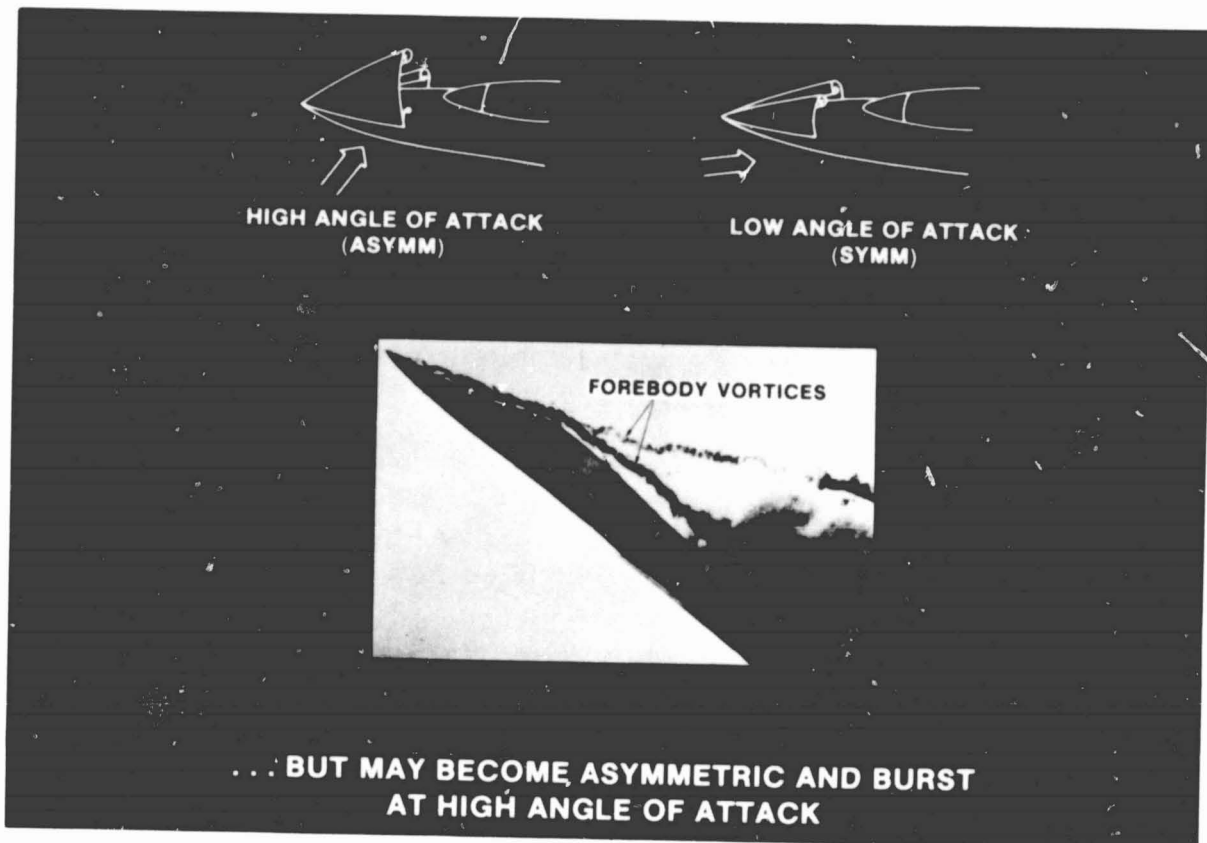 HIGH ANGLE OF ATTACK
(ASYMM)
LOW ANGLE OF ATTACK
(SYMM)
FOREBODY VORTICES
...BUT MAY BECOME ASYMMETRIC AND BURST
AT HIGH ANGLE OF ATTACK